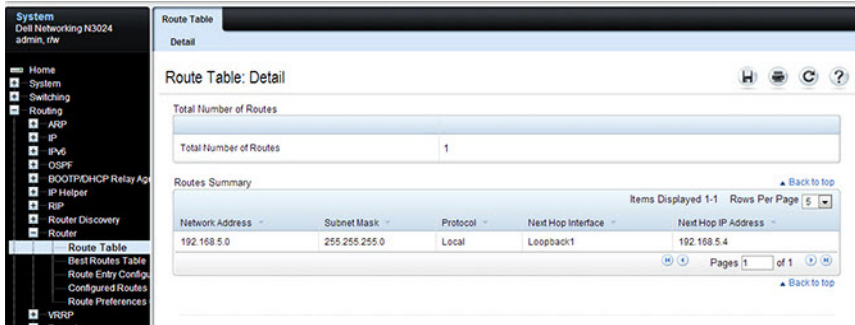 System
Dell Networking N3024
admin, r/w
Home
System
Switching
Routing
ARP
IP
IPv6
OSPF
BOOTP/DHCP Relay Age
IP Helper
RIP
Router Discovery
Router
Route Table
Best Routes Table
Route Entry Configu
Configured Routes
Route Preferences
VRRP
Route Table
Detail
Route Table: Detail
Total Number of Routes
Total Number of Routes 1
Routes Summary Back to top
Items Displayed 1-1 Rows Per Page 5
Network Address Subnet Mask Protocol Next Hop Interface Next Hop IP Address
192.168.5.0 255.255.255.0 Local Loopback1 192.168.5.4
Pages 1 of 1
Back to top